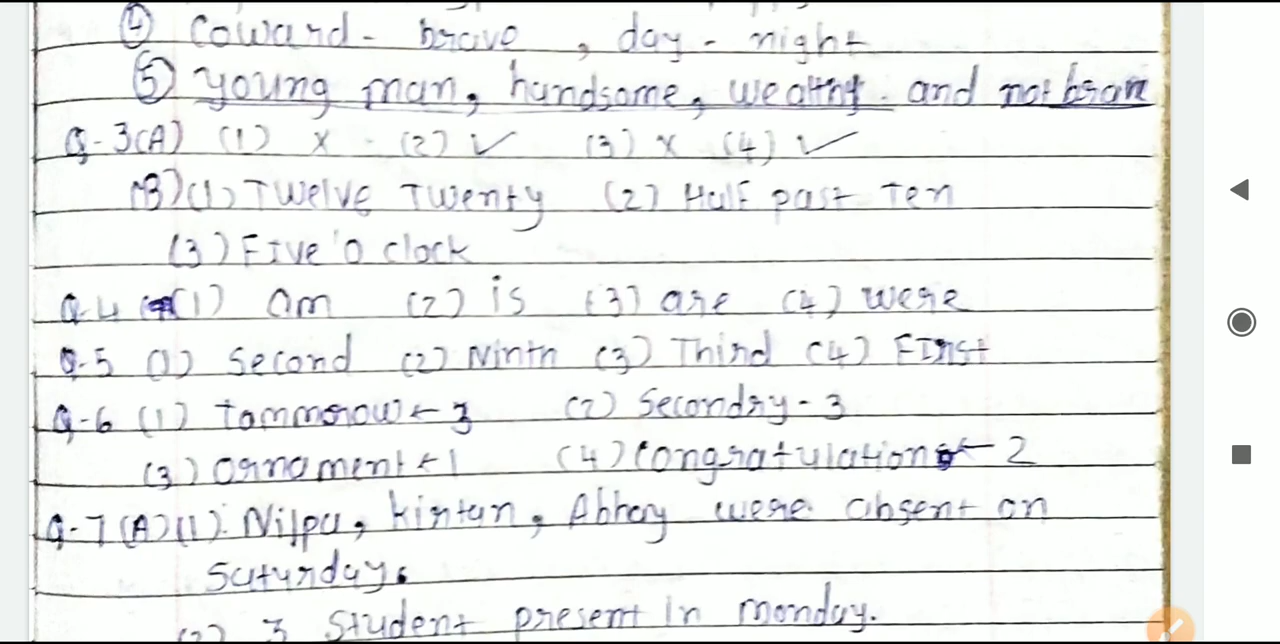 ④ Coward - brave , day - night
⑤ young man, handsome, wealthy and not
Q-3(A) (1) x (2) ✓ (3) x (4) ✓
(B)(1) Twelve Twenty (2) Half past Ten
(3) Five 'O clock
Q-4 (1) am (2) is (3) are (4) were
Q-5 (1) Second (2) Ninth (3) Third (4) First
Q-6 (1) tommorow ← 3 (2) Secondry - 3
(3) Ornament ← 1 (4) Congratulation ← 2
Q-7 (A)(1). Nilpa, Kirtan, Abhay were absent on
Saturday.
(2) 3 Student present in monday.